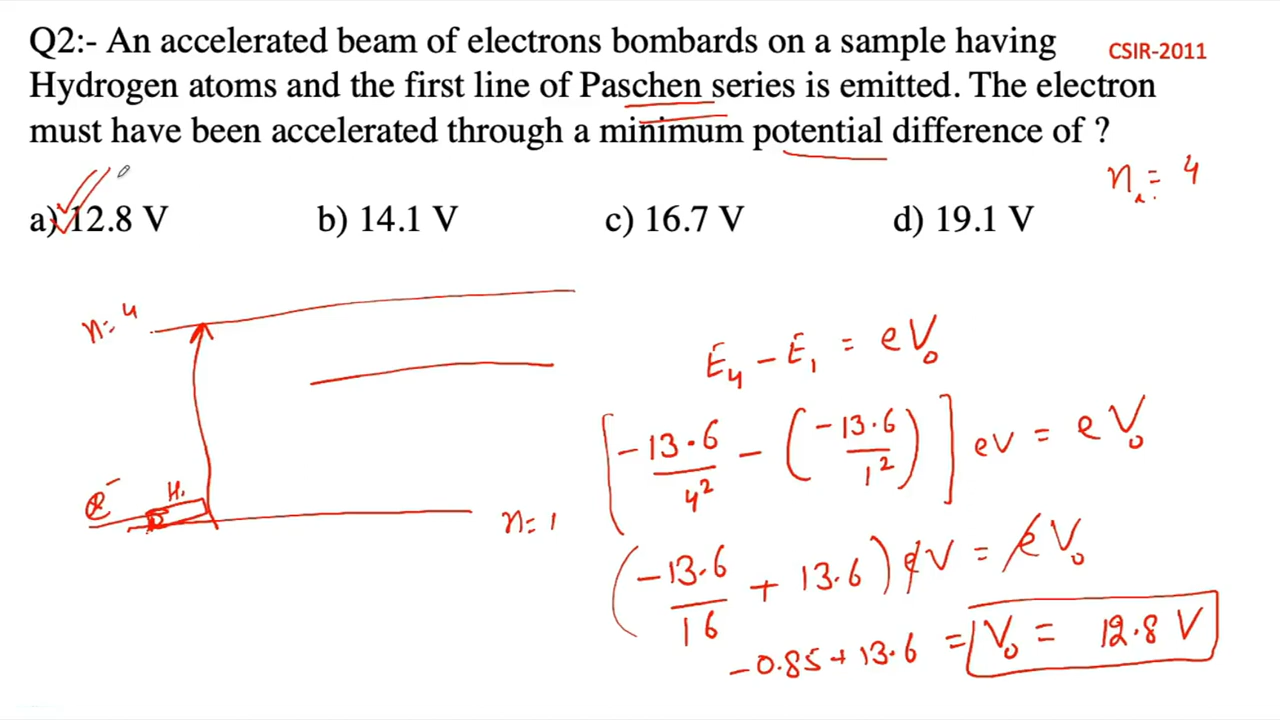 Q2:- An accelerated beam of electrons bombards on a sample having
CSIR-2011
Hydrogen atoms and the first line of Paschen series is emitted. The electron
must have been accelerated through a minimum potential difference of ?
n = 4
a) 12.8 V b) 14.1 V c) 16.7 V d) 19.1 V
n = 4
E₄ - E₁ = eV₀
[-13.6/4² - (-13.6/1²)] eV = eV₀
e⁻ H
n = 1
(-13.6/16 + 13.6) eV = eV₀
-0.85 + 13.6 = V₀ = 12.8 V